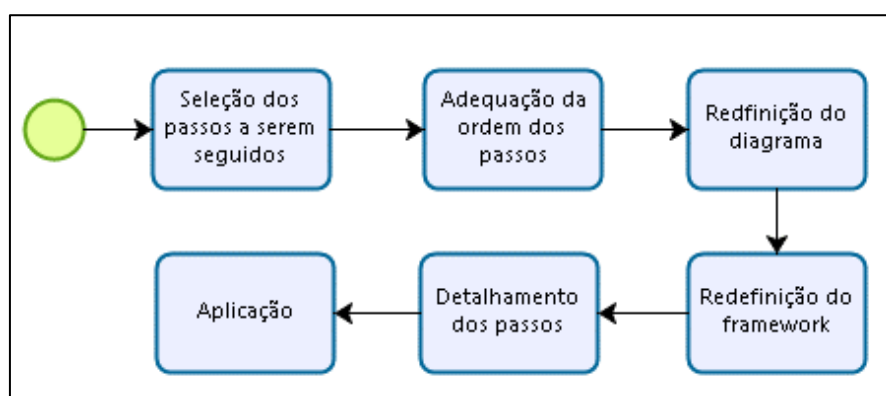 Seleção dos
passos a serem
seguidos
Adequação da
ordem dos
passos
Redfinição do
diagrama
Redefinição do
framework
Detalhamento
dos passos
Aplicação